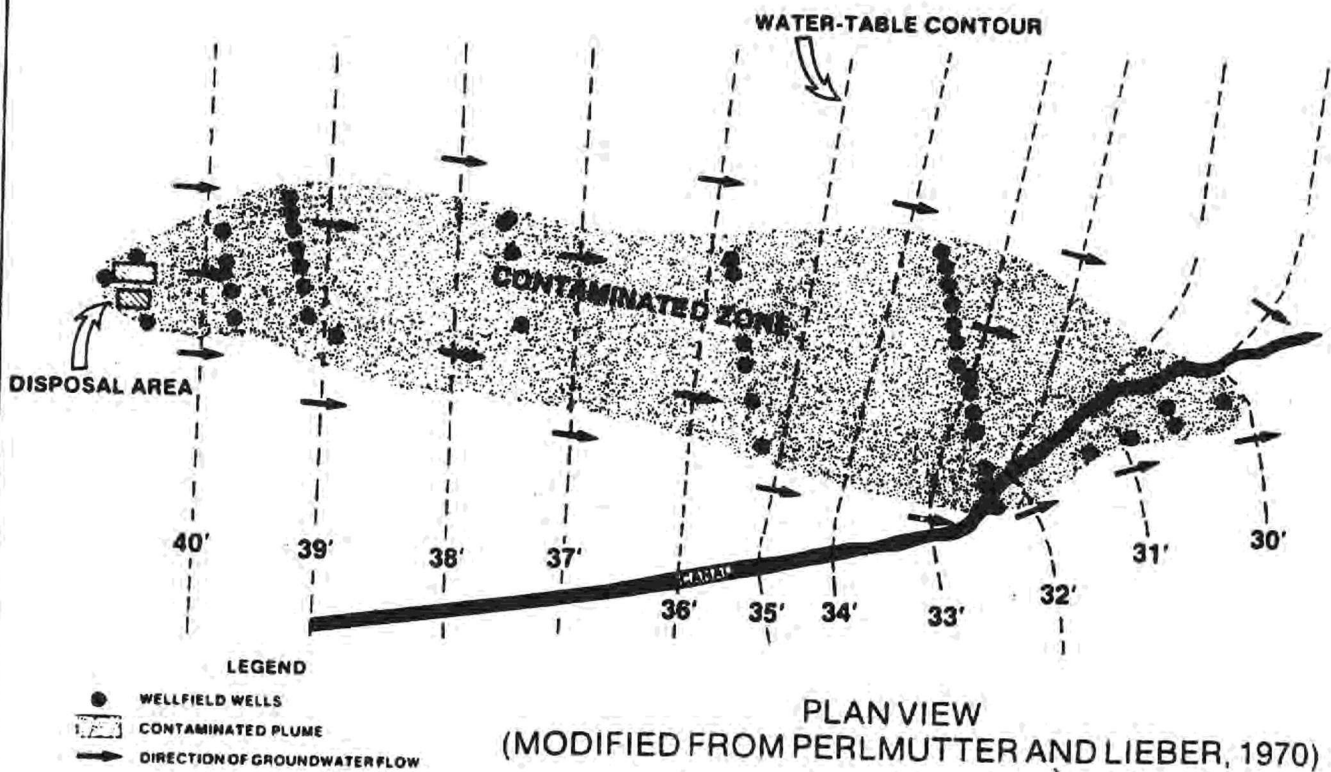 WATER-TABLE CONTOUR
CONTAMINATED ZONE
DISPOSAL AREA
40'
39'
38'
37'
36'
35'
34'
33'
32'
31'
30'
CANAL
LEGEND
WELLFIELD WELLS
CONTAMINATED PLUME
DIRECTION OF GROUNDWATER FLOW
PLAN VIEW
(MODIFIED FROM PERLMUTTER AND LIEBER, 1970)